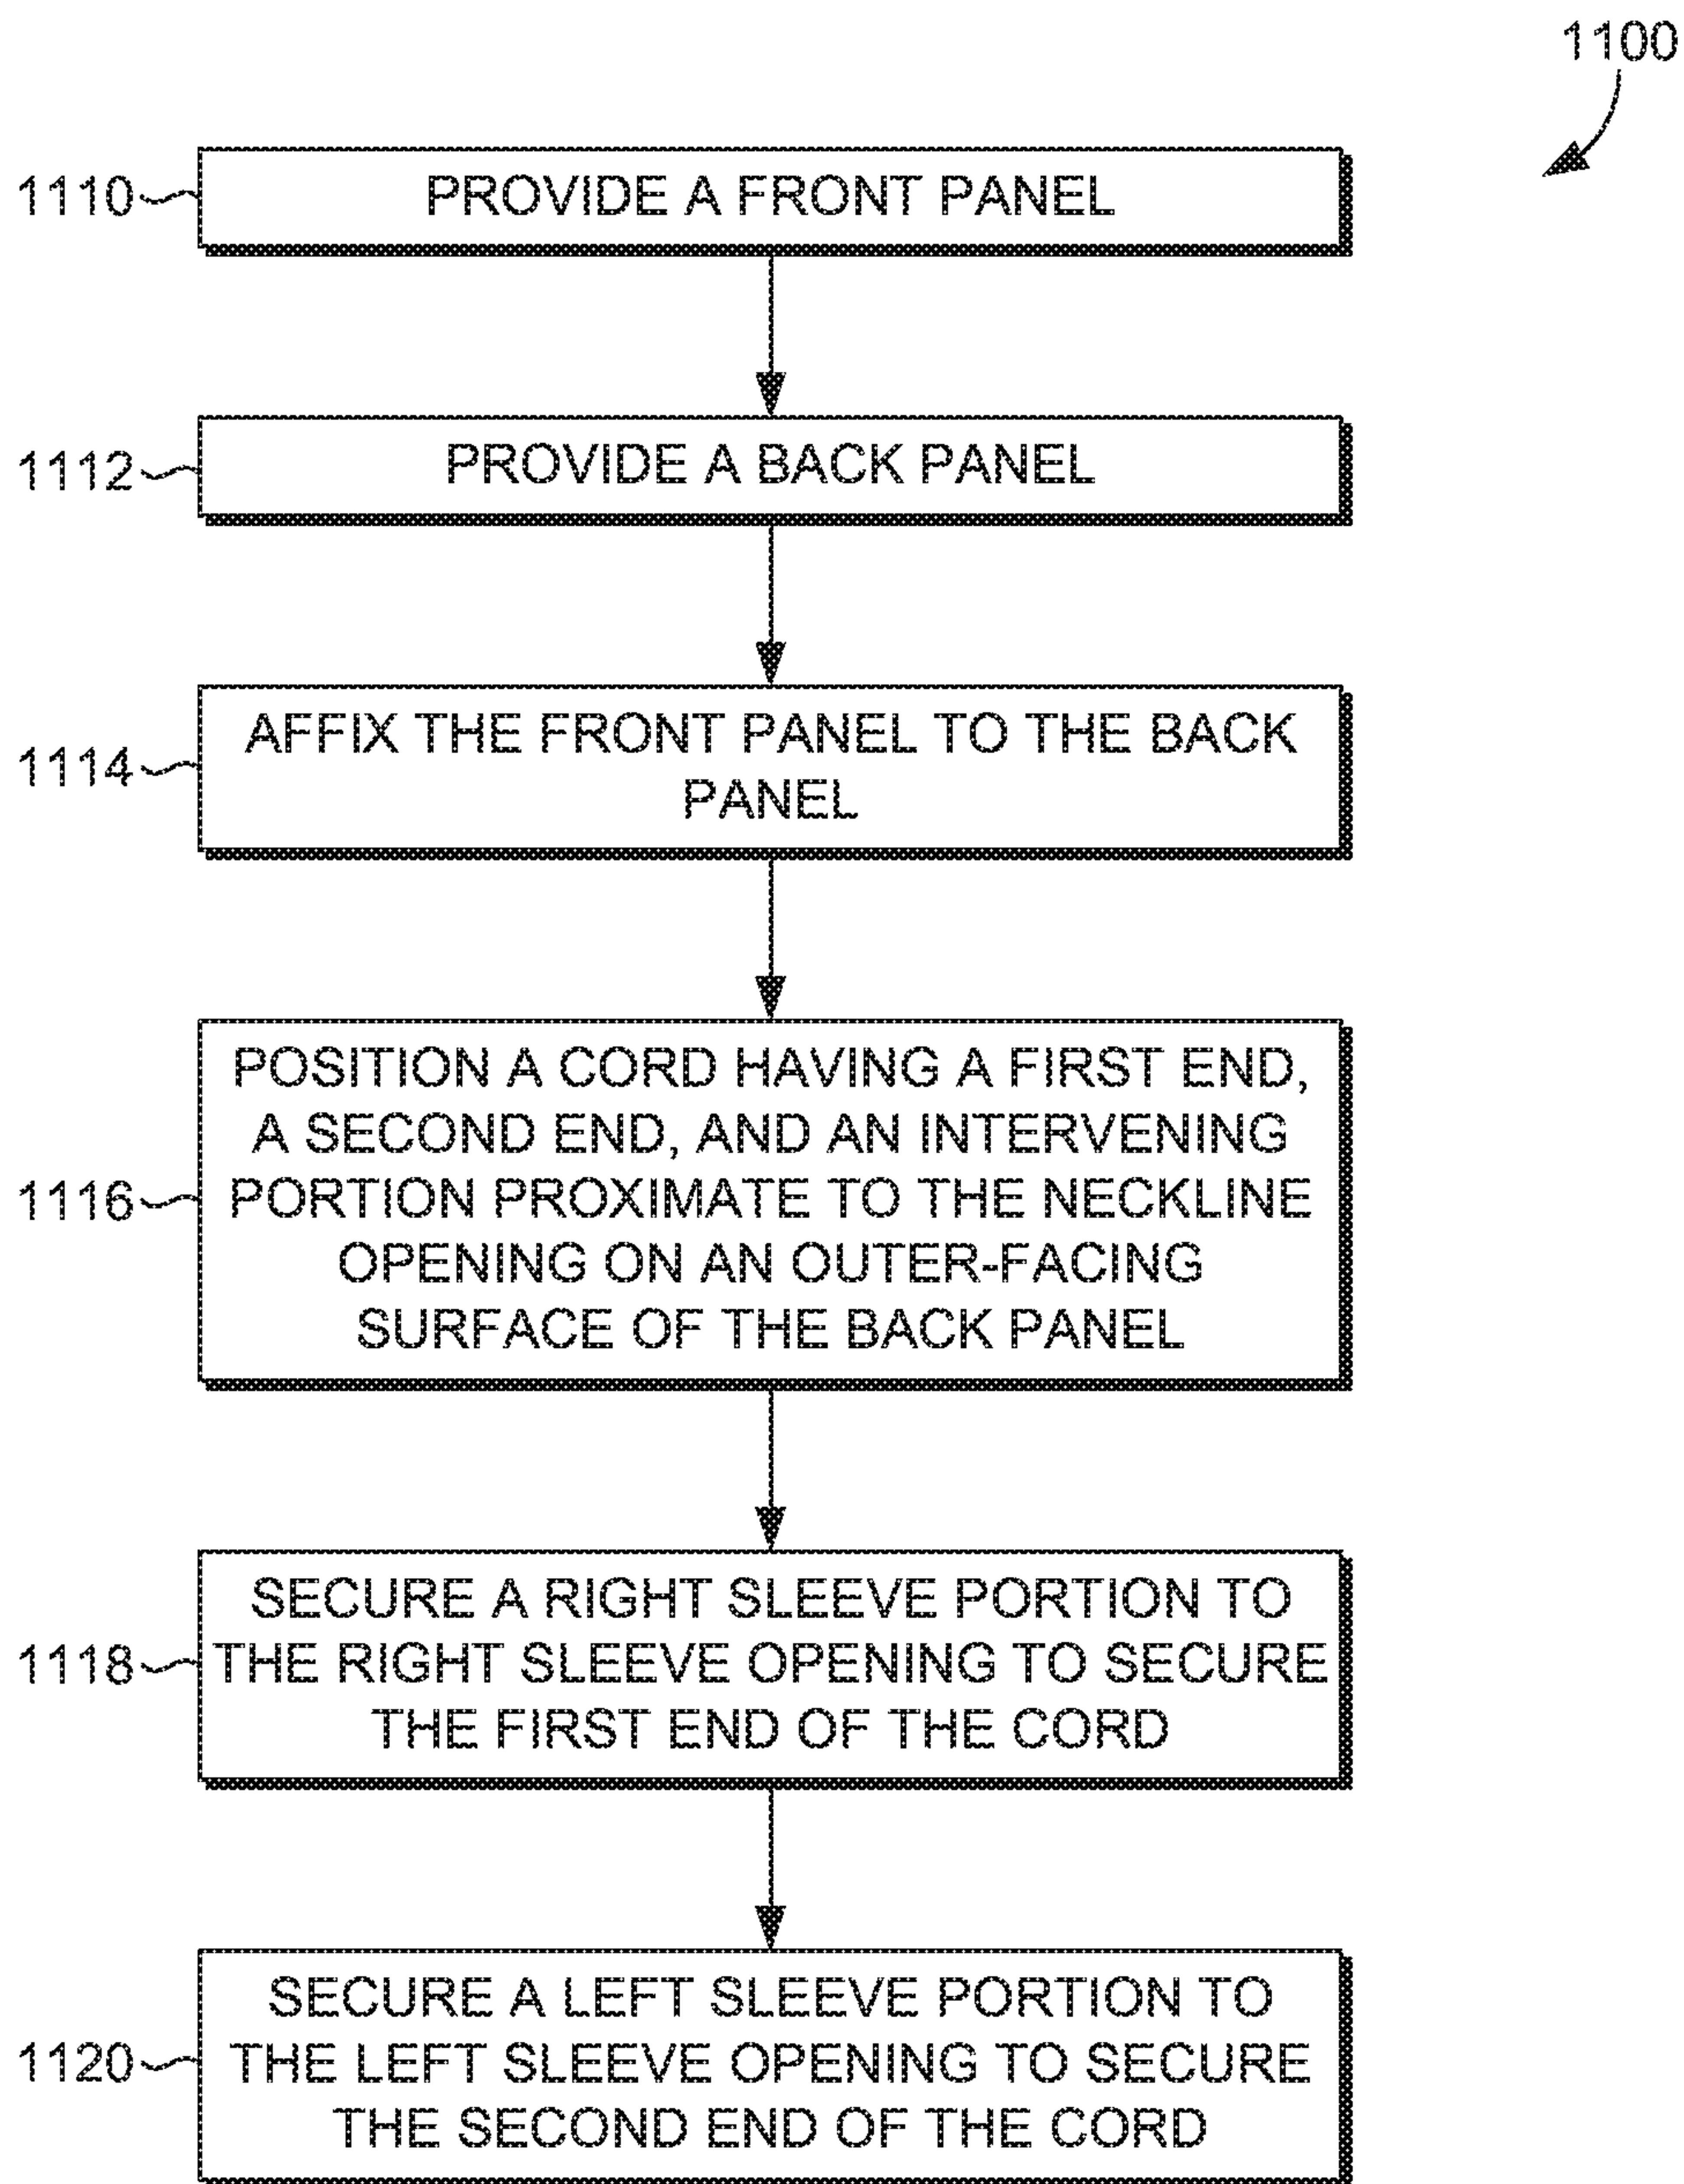 1100
1110
PROVIDE A FRONT PANEL
1112
PROVIDE A BACK PANEL
1114
AFFIX THE FRONT PANEL TO THE BACK
PANEL
1116
POSITION A CORD HAVING A FIRST END,
A SECOND END, AND AN INTERVENING
PORTION PROXIMATE TO THE NECKLINE
OPENING ON AN OUTER-FACING
SURFACE OF THE BACK PANEL
1118
SECURE A RIGHT SLEEVE PORTION TO
THE RIGHT SLEEVE OPENING TO SECURE
THE FIRST END OF THE CORD
1120
SECURE A LEFT SLEEVE PORTION TO
THE LEFT SLEEVE OPENING TO SECURE
THE SECOND END OF THE CORD